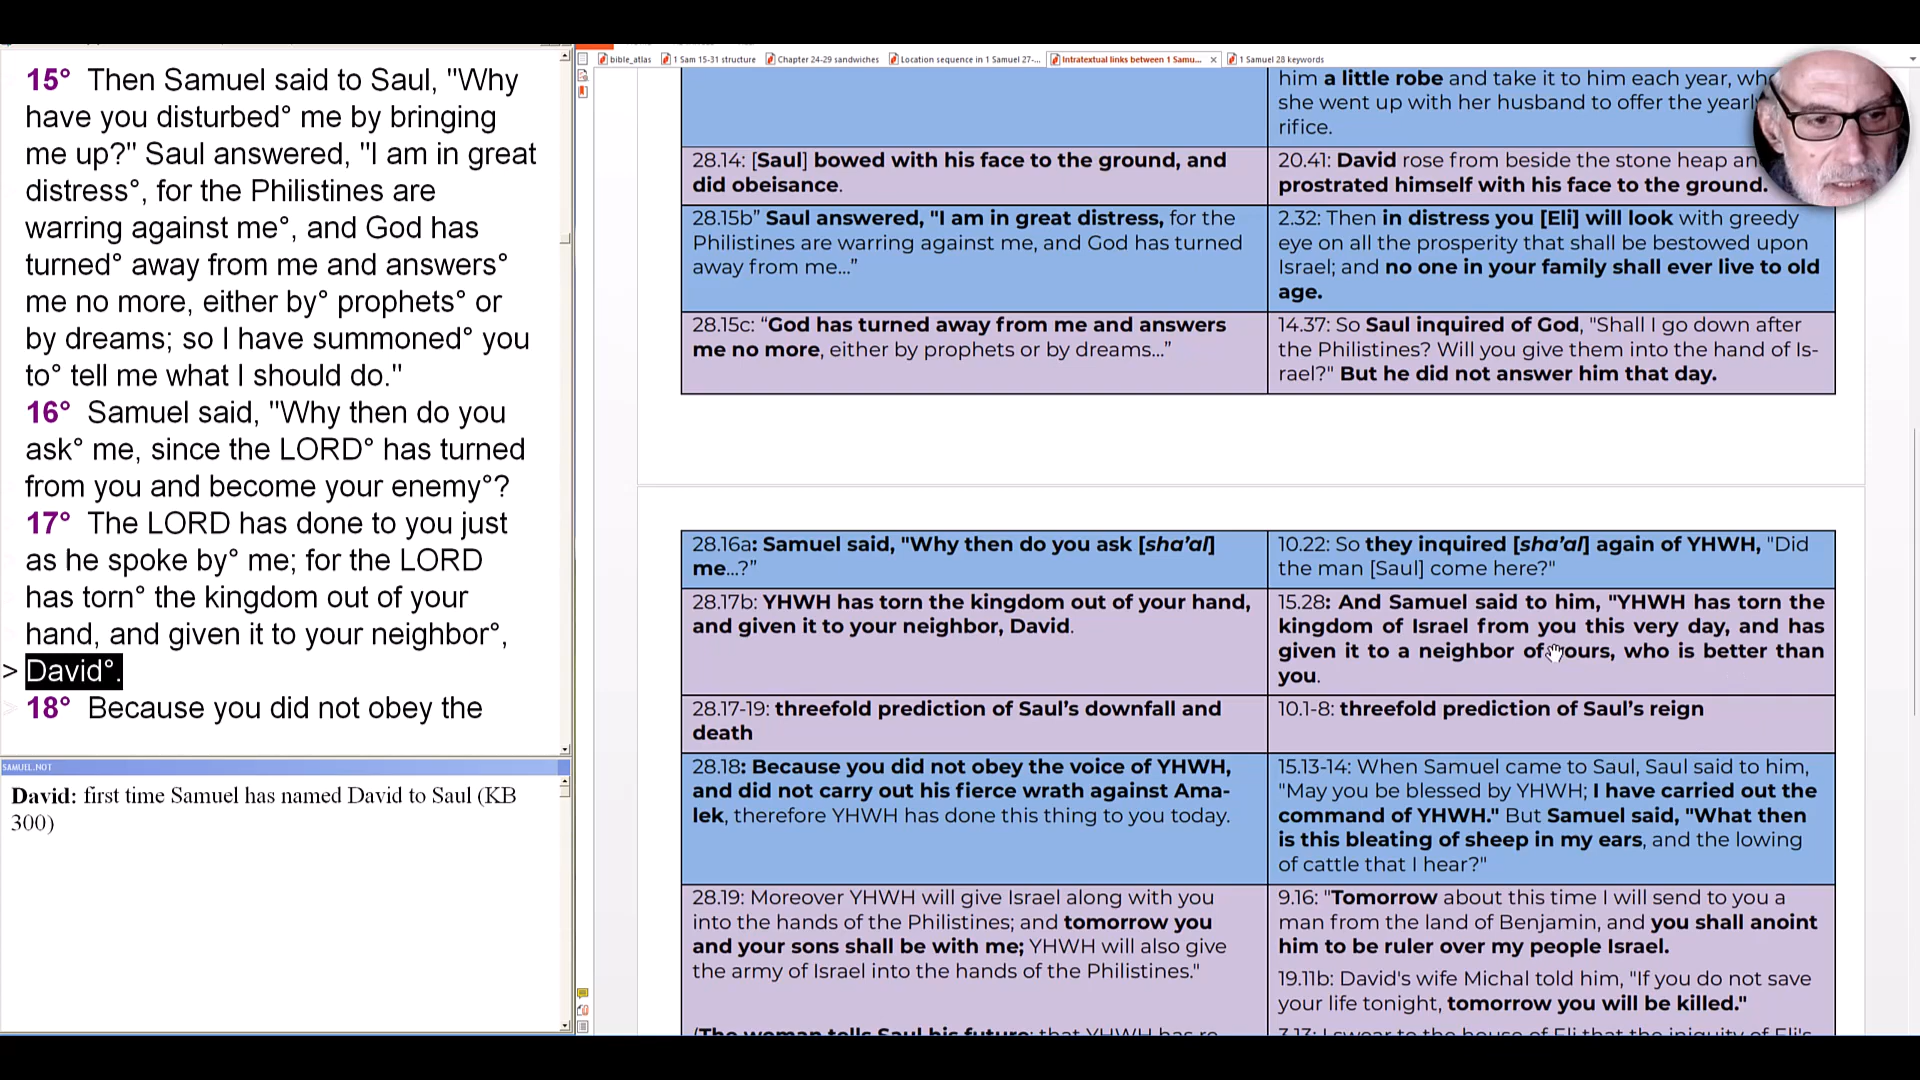 15° Then Samuel said to Saul, "Why
have you disturbed° me by bringing
me up?" Saul answered, "I am in great
distress°, for the Philistines are
warring against me°, and God has
turned° away from me and answers°
me no more, either by° prophets° or
by dreams; so I have summoned° you
to° tell me what I should do."
16° Samuel said, "Why then do you
ask° me, since the LORD° has turned
from you and become your enemy°?
17° The LORD has done to you just
as he spoke by° me; for the LORD
has torn° the kingdom out of your
hand, and given it to your neighbor°,
> David°.
18° Because you did not obey the
SAMUEL.NOT
David: first time Samuel has named David to Saul (KB
300)
bible_atlas
1 Sam 15-31 structure
Chapter 24-29 sandwiches
Location sequence in 1 Samuel 27-...
Intratextual links between 1 Samu...
1 Samuel 28 keywords
him a little robe and take it to him each year,
she went up with her husband to offer the
rifice.
28.14: [Saul] bowed with his face to the ground, and
did obeisance.
20.41: David rose from beside the stone heap
prostrated himself with his face to the ground.
28.15b” Saul answered, "I am in great distress, for the
Philistines are warring against me, and God has turned
away from me...”
2.32: Then in distress you [Eli] will look with greedy
eye on all the prosperity that shall be bestowed upon
Israel; and no one in your family shall ever live to old
age.
28.15c: “God has turned away from me and answers
me no more, either by prophets or by dreams...”
14.37: So Saul inquired of God, "Shall I go down after
the Philistines? Will you give them into the hand of Is-
rael?" But he did not answer him that day.
28.16a: Samuel said, "Why then do you ask [sha’al]
me...?”
10.22: So they inquired [sha’al] again of YHWH, "Did
the man [Saul] come here?"
28.17b: YHWH has torn the kingdom out of your hand,
and given it to your neighbor, David.
15.28: And Samuel said to him, "YHWH has torn the
kingdom of Israel from you this very day, and has
given it to a neighbor of yours, who is better than
you.
28.17-19: threefold prediction of Saul’s downfall and
death
10.1-8: threefold prediction of Saul’s reign
28.18: Because you did not obey the voice of YHWH,
and did not carry out his fierce wrath against Ama-
lek, therefore YHWH has done this thing to you today.
15.13-14: When Samuel came to Saul, Saul said to him,
"May you be blessed by YHWH; I have carried out the
command of YHWH." But Samuel said, "What then
is this bleating of sheep in my ears, and the lowing
of cattle that I hear?"
28.19: Moreover YHWH will give Israel along with you
into the hands of the Philistines; and tomorrow you
and your sons shall be with me; YHWH will also give
the army of Israel into the hands of the Philistines."
9.16: "Tomorrow about this time I will send to you a
man from the land of Benjamin, and you shall anoint
him to be ruler over my people Israel.
19.11b: David's wife Michal told him, "If you do not save
your life tonight, tomorrow you will be killed."
(The woman tells Saul his future: that YHWH has re-
3.13: I swear to the house of Eli that the iniquity of Eli's